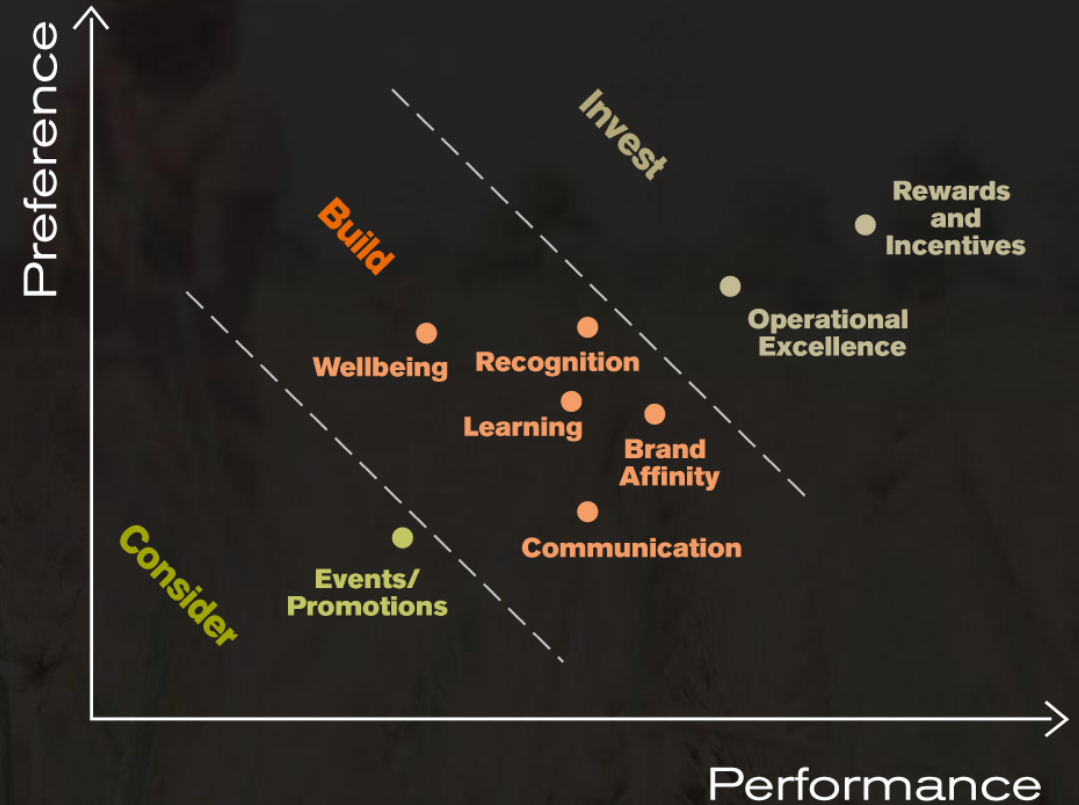 Preference
Invest
Build
Rewards
and
Incentives
Operational
Excellence
Wellbeing
Recognition
Learning
Brand
Affinity
Communication
Consider
Events/
Promotions
Performance